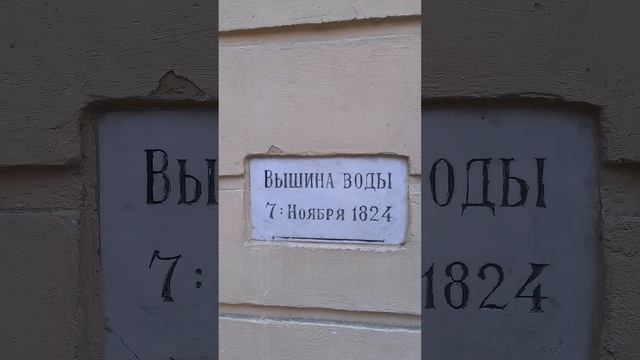 Вышина воды
7: Ноября 1824